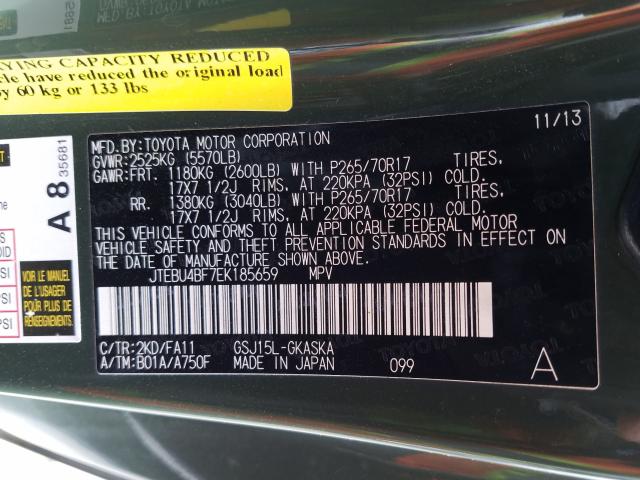 YING CAPACITY REDUCED
cle have reduced the original load
by 60 kg or 133 lbs
A 8 35681
VOIR LE MANUEL
DE L'USAGER
POUR PLUS DE
RENSEIGNEMENTS
MFD.BY:TOYOTA MOTOR CORPORATION 11/13
GVWR:2525KG (5570LB)
GAWR:FRT. 1180KG (2600LB) WITH P265/70R17 TIRES,
17X7 1/2J RIMS, AT 220KPA (32PSI) COLD.
RR. 1380KG (3040LB) WITH P265/70R17 TIRES,
17X7 1/2J RIMS, AT 220KPA (32PSI) COLD.
THIS VEHICLE CONFORMS TO ALL APPLICABLE FEDERAL MOTOR
VEHICLE SAFETY AND THEFT PREVENTION STANDARDS IN EFFECT ON
THE DATE OF MANUFACTURE SHOWN ABOVE.
JTEBU4BF7EK185659 MPV
C/TR:2KD/FA11 GSJ15L-GKASKA
A/TM:B01A/A750F MADE IN JAPAN 099 A